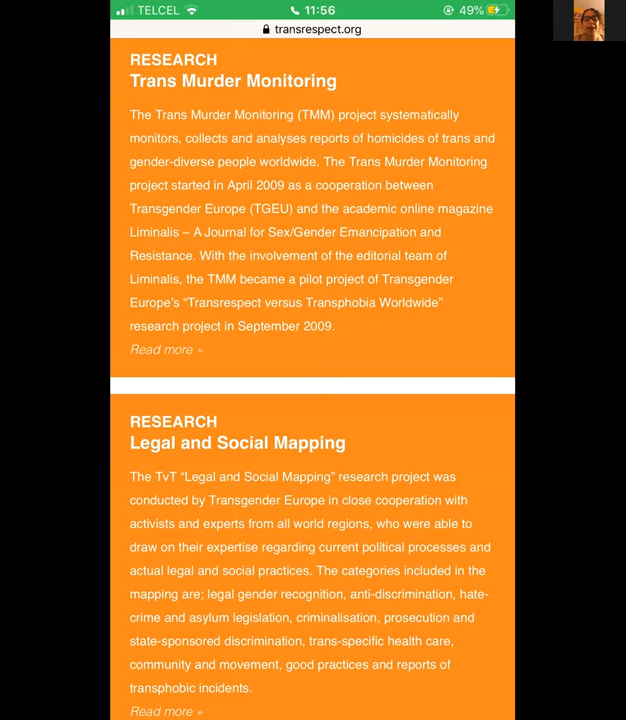 TELCEL 11:56 49%
transrespect.org
RESEARCH
Trans Murder Monitoring
The Trans Murder Monitoring (TMM) project systematically
monitors, collects and analyses reports of homicides of trans and
gender-diverse people worldwide. The Trans Murder Monitoring
project started in April 2009 as a cooperation between
Transgender Europe (TGEU) and the academic online magazine
Liminalis – A Journal for Sex/Gender Emancipation and
Resistance. With the involvement of the editorial team of
Liminalis, the TMM became a pilot project of Transgender
Europe's “Transrespect versus Transphobia Worldwide”
research project in September 2009.
Read more »
RESEARCH
Legal and Social Mapping
The TvT “Legal and Social Mapping” research project was
conducted by Transgender Europe in close cooperation with
activists and experts from all world regions, who were able to
draw on their expertise regarding current political processes and
actual legal and social practices. The categories included in the
mapping are; legal gender recognition, anti-discrimination, hate-
crime and asylum legislation, criminalisation, prosecution and
state-sponsored discrimination, trans-specific health care,
community and movement, good practices and reports of
transphobic incidents.
Read more »